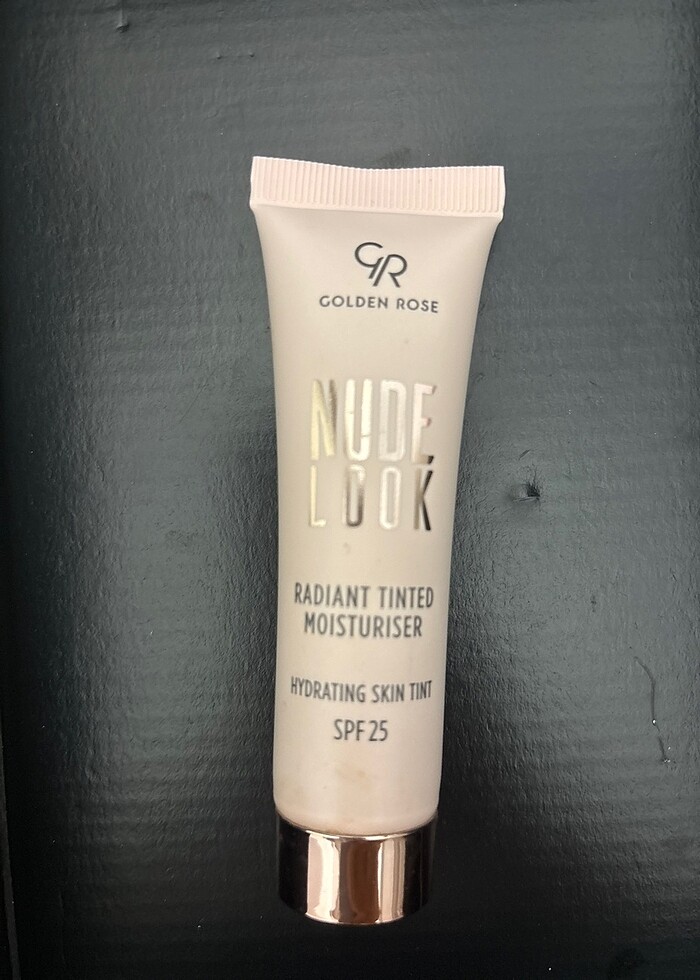 GR
GOLDEN ROSE
NUDE
LOOK
RADIANT TINTED
MOISTURISER
HYDRATING SKIN TINT
SPF 25